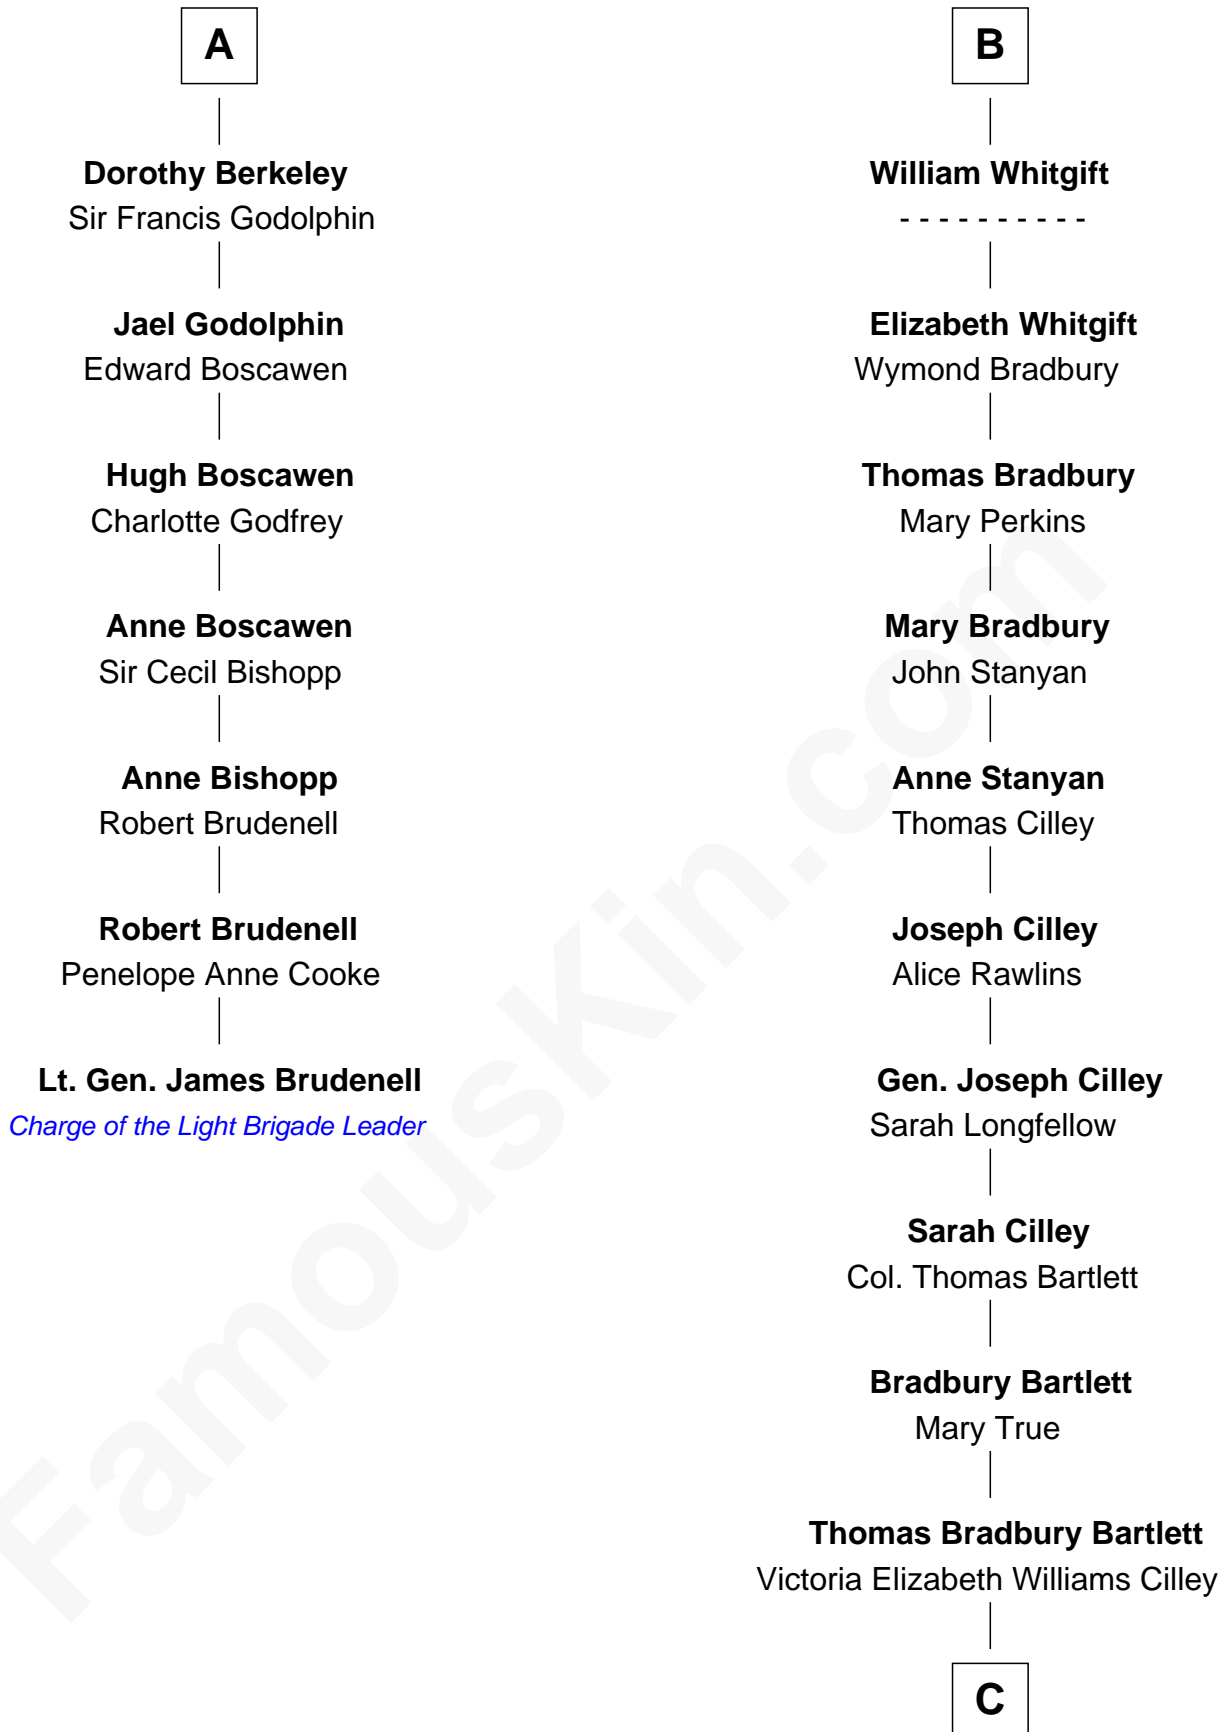 A
Dorothy Berkeley
Sir Francis Godolphin
Jael Godolphin
Edward Boscawen
Hugh Boscawen
Charlotte Godfrey
Anne Boscawen
Sir Cecil Bishopp
Anne Bishopp
Robert Brudenell
Robert Brudenell
Penelope Anne Cooke
Lt. Gen. James Brudenell
Charge of the Light Brigade Leader
B
William Whitgift
- - - - - - - - - -
Elizabeth Whitgift
Wymond Bradbury
Thomas Bradbury
Mary Perkins
Mary Bradbury
John Stanyan
Anne Stanyan
Thomas Cilley
Joseph Cilley
Alice Rawlins
Gen. Joseph Cilley
Sarah Longfellow
Sarah Cilley
Col. Thomas Bartlett
Bradbury Bartlett
Mary True
Thomas Bradbury Bartlett
Victoria Elizabeth Williams Cilley
C
FamousKin.com